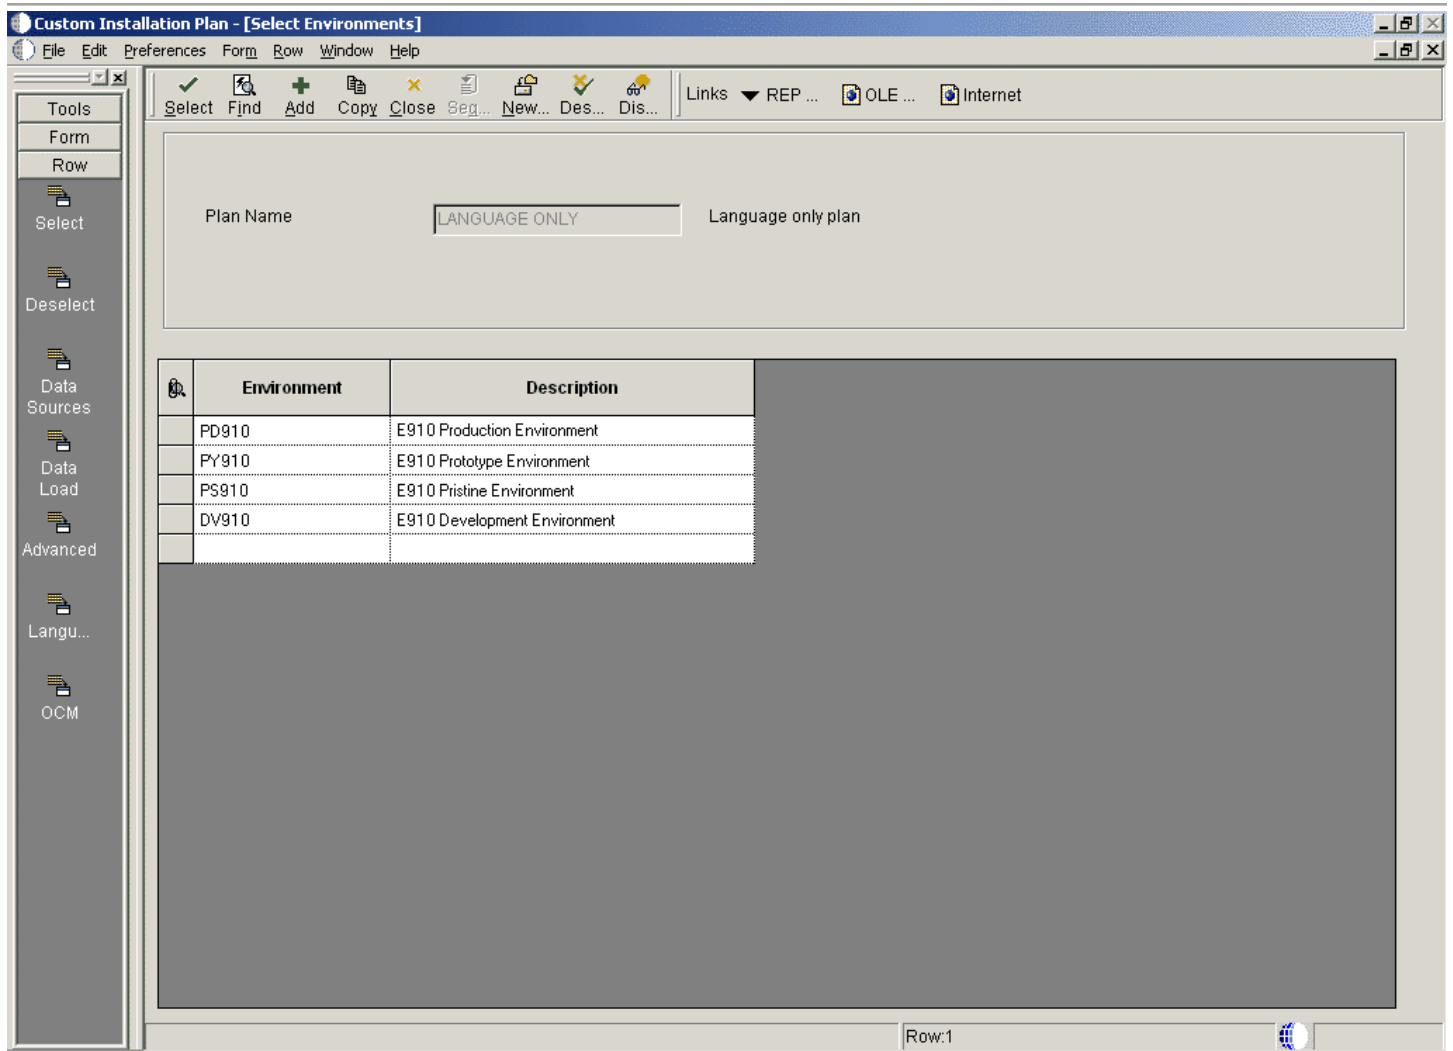 Custom Installation Plan - [Select Environments]
File Edit Preferences Form Row Window Help
Tools
Form
Row
Select
Deselect
Data
Sources
Data
Load
Advanced
Langu...
OCM
Select Find Add Copy Close Seq... New... Des... Dis... Links REP ... OLE ... Internet
Plan Name LANGUAGE ONLY Language only plan
Environment Description
PD910 E910 Production Environment
PY910 E910 Prototype Environment
PS910 E910 Pristine Environment
DV910 E910 Development Environment
Row:1